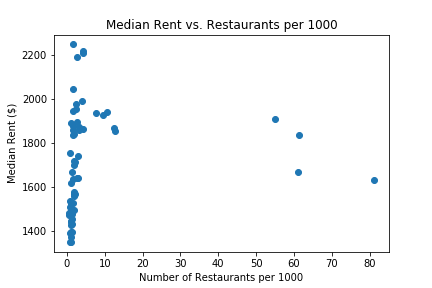 Median Rent vs. Restaurants per 1000
Median Rent ($)
2200
2000
1800
1600
1400
0 10 20 30 40 50 60 70 80
Number of Restaurants per 1000